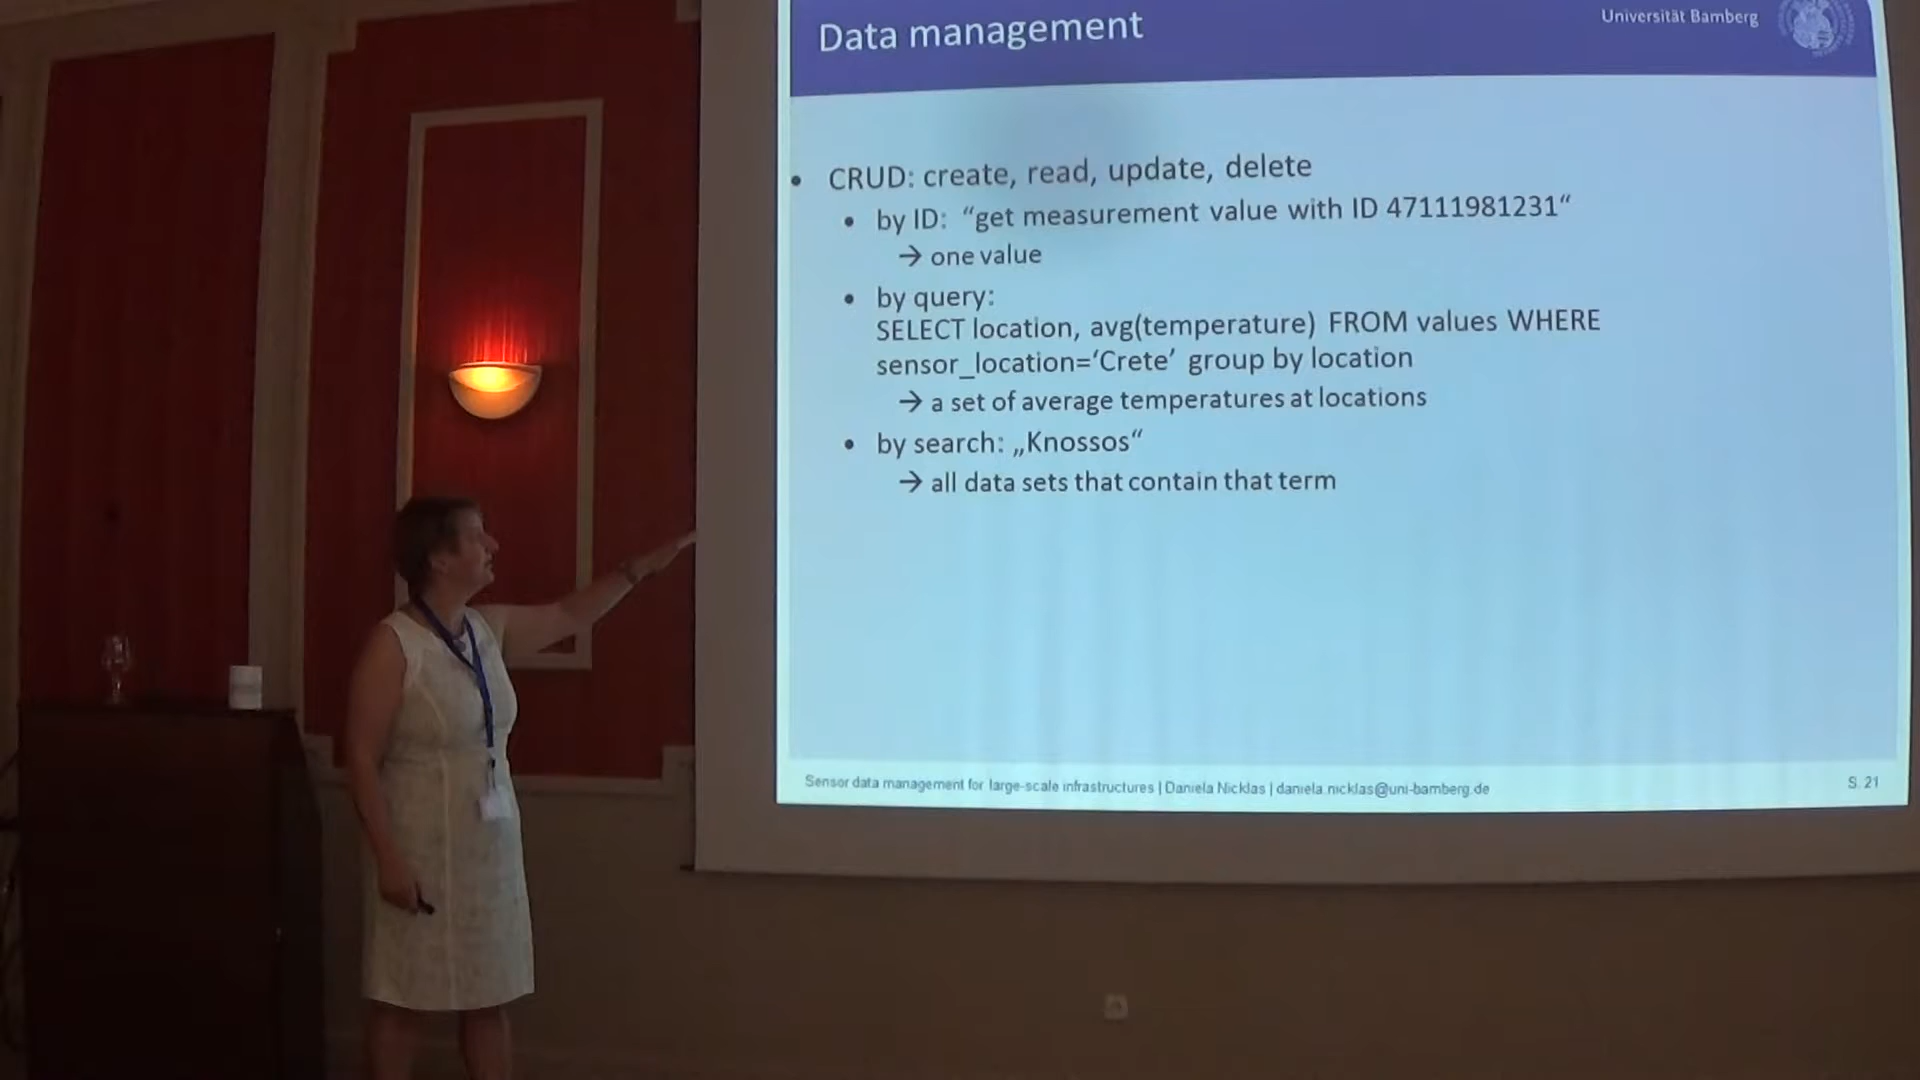 Data management
Universität Bamberg
• CRUD: create, read, update, delete
• by ID: “get measurement value with ID 47111981231“
→ one value
• by query:
SELECT location, avg(temperature) FROM values WHERE
sensor_location=‘Crete’ group by location
→ a set of average temperatures at locations
• by search: „Knossos“
→ all data sets that contain that term
Sensor data management for large-scale infrastructures | Daniela Nicklas | daniela.nicklas@uni-bamberg.de
S. 21